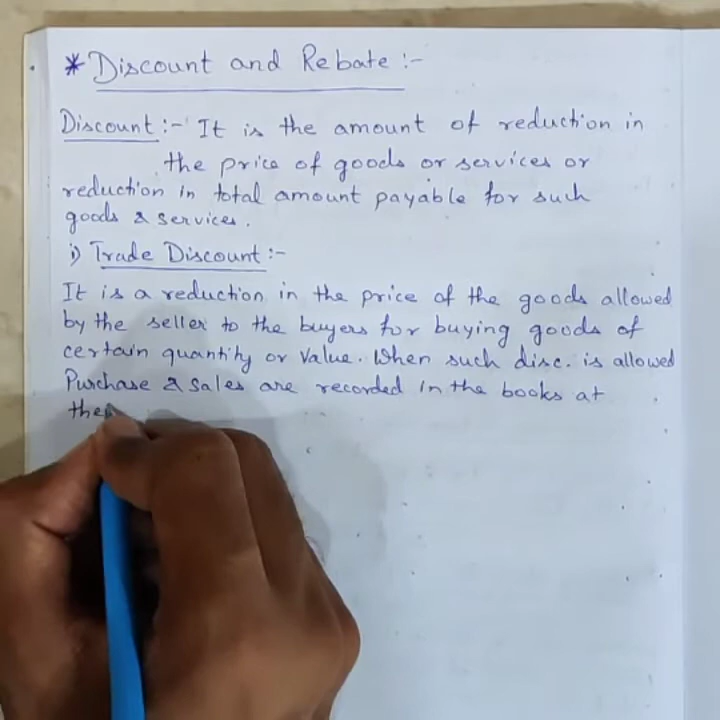 * Discount and Rebate :-
Discount :- It is the amount of reduction in
the price of goods or services or
reduction in total amount payable for such
goods & services.
i) Trade Discount :-
It is a reduction in the price of the goods allowed
by the seller to the buyers for buying goods of
certain quantity or value. When such disc. is allowed
Purchase & Sales are recorded in the books at
the